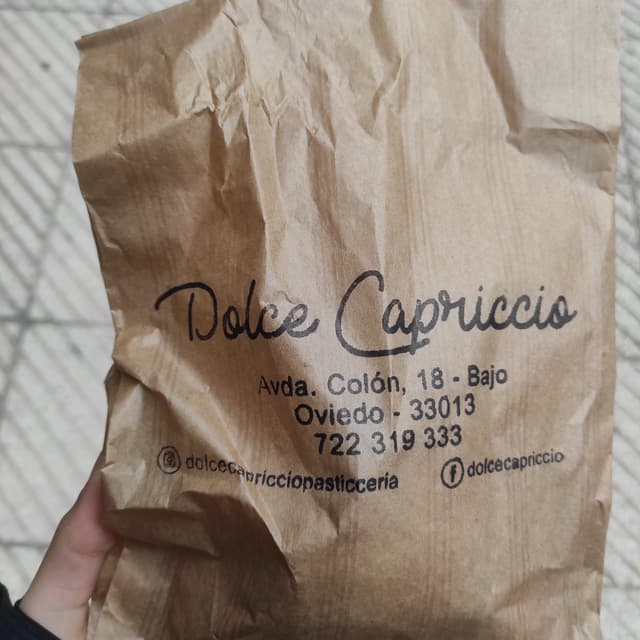 Dolce Capriccio
Avda. Colón, 18 - Bajo
Oviedo - 33013
722 319 333
dolcecapricciopasticceria
dolcecapriccio